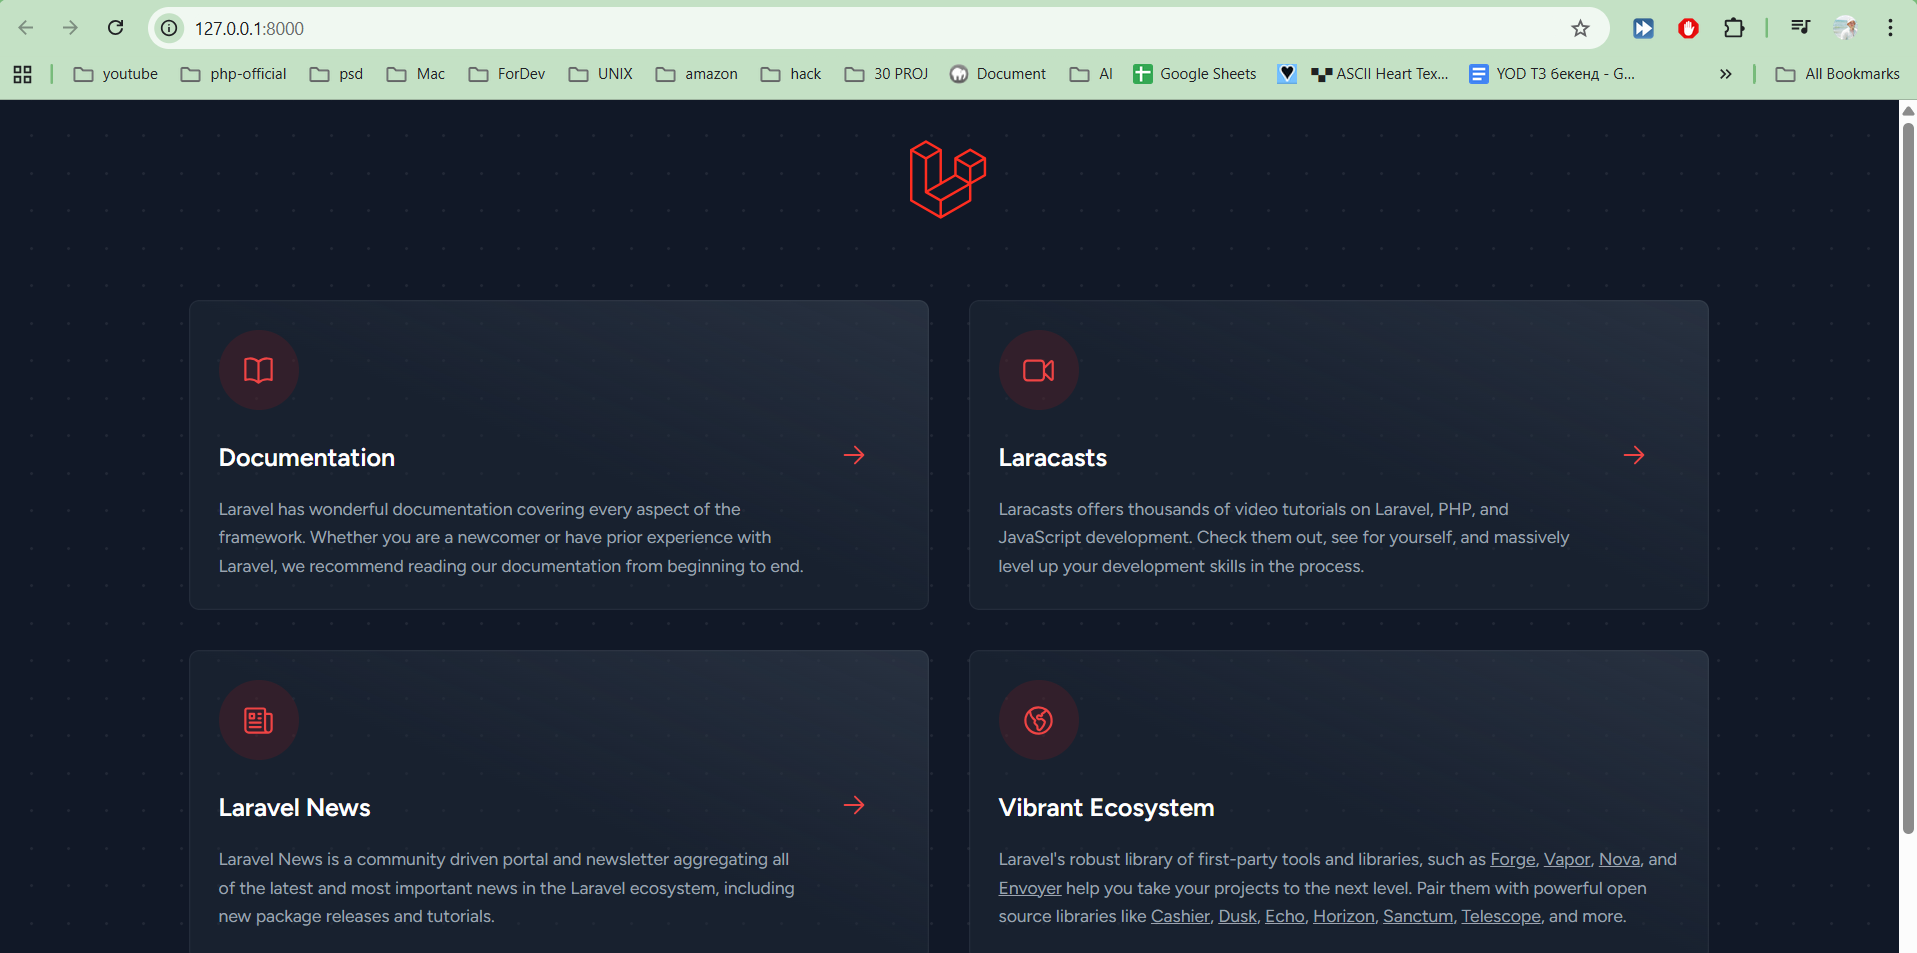 127.0.0.1:8000
youtube php-official psd Mac ForDev UNIX amazon hack 30 PROJ Document AI Google Sheets ASCII Heart Tex... YOD ТЗ бекенд - G... All Bookmarks
Documentation
Laravel has wonderful documentation covering every aspect of the
framework. Whether you are a newcomer or have prior experience with
Laravel, we recommend reading our documentation from beginning to end.
Laracasts
Laracasts offers thousands of video tutorials on Laravel, PHP, and
JavaScript development. Check them out, see for yourself, and massively
level up your development skills in the process.
Laravel News
Laravel News is a community driven portal and newsletter aggregating all
of the latest and most important news in the Laravel ecosystem, including
new package releases and tutorials.
Vibrant Ecosystem
Laravel's robust library of first-party tools and libraries, such as Forge, Vapor, Nova, and
Envoyer help you take your projects to the next level. Pair them with powerful open
source libraries like Cashier, Dusk, Echo, Horizon, Sanctum, Telescope, and more.